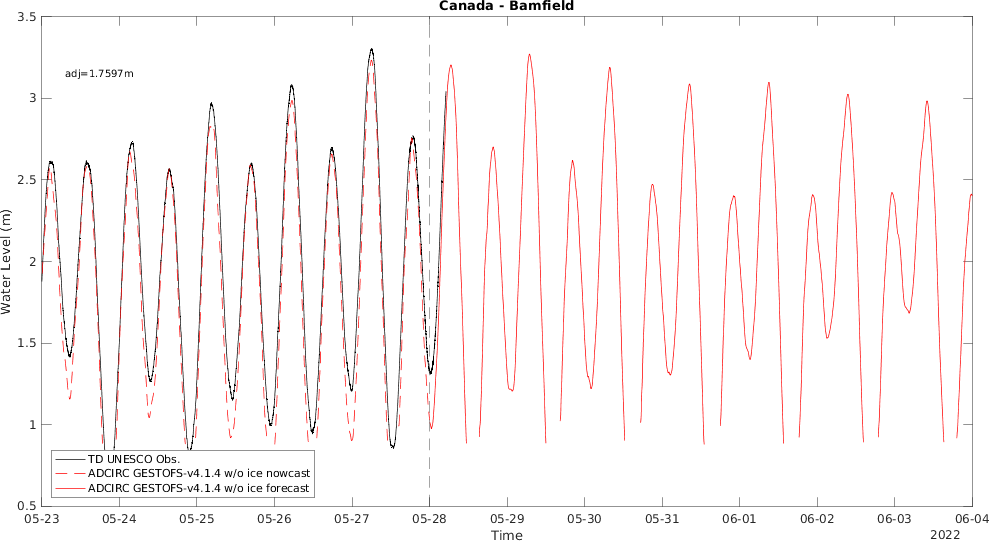 Canada - Bamfield
3.5
3
2.5
2
1.5
1
0.5
Water Level (m)
adj=1.7597m
TD UNESCO Obs.
ADCIRC GESTOFS-v4.1.4 w/o ice nowcast
ADCIRC GESTOFS-v4.1.4 w/o ice forecast
05-23 05-24 05-25 05-26 05-27 05-28 05-29 05-30 05-31 06-01 06-02 06-03 06-04
Time
2022